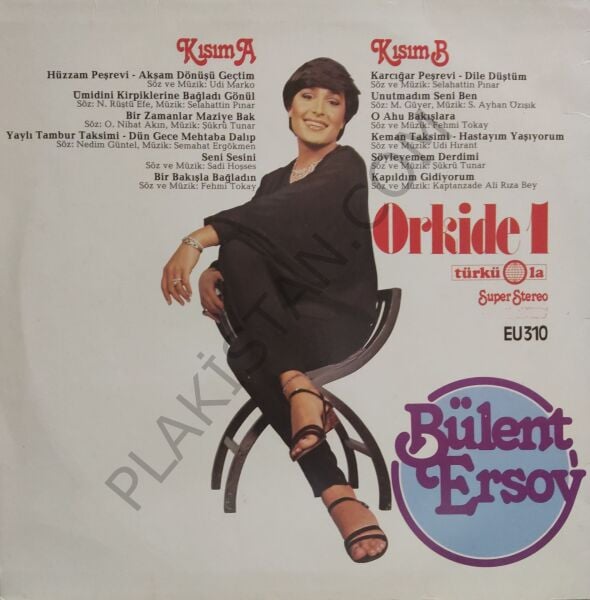 Kısım A
Hüzzam Peşrevi - Akşam Dönüşü Geçtim
Söz ve Müzik: Udi Marko
Ümidini Kirpiklerine Bağladı Gönül
Söz: N. Rüştü Efe, Müzik: Selahattin Pınar
Bir Zamanlar Maziye Bak
Söz: O. Nihat Akın, Müzik: Şükrü Tunar
Yaylı Tambur Taksimi - Dün Gece Mehtaba Dalıp
Söz: Nedim Güntel, Müzik: Semahat Ergökmen
Seni Sesini
Söz ve Müzik: Sadi Hoşses
Bir Bakışla Bağladın
Söz ve Müzik: Fehmi Tokay
Kısım B
Karcığar Peşrevi - Dile Düştüm
Söz ve Müzik: Selahattin Pınar
Unutmadım Seni Ben
Söz: M. Güyer, Müzik: S. Ayhan Özışık
O Ahu Bakışlara
Söz ve Müzik: Fehmi Tokay
Keman Taksimi - Hastayım Yaşıyorum
Söz ve Müzik: Udi Hırant
Söyleyemem Derdimi
Söz ve Müzik: Şükrü Tunar
Kapıldım Gidiyorum
Söz ve Müzik: Kaptanzade Ali Rıza Bey
Orkide 1
türkü la
Super Stereo
EU 310
Bülent
Ersoy
PLAKİSTAN.COM